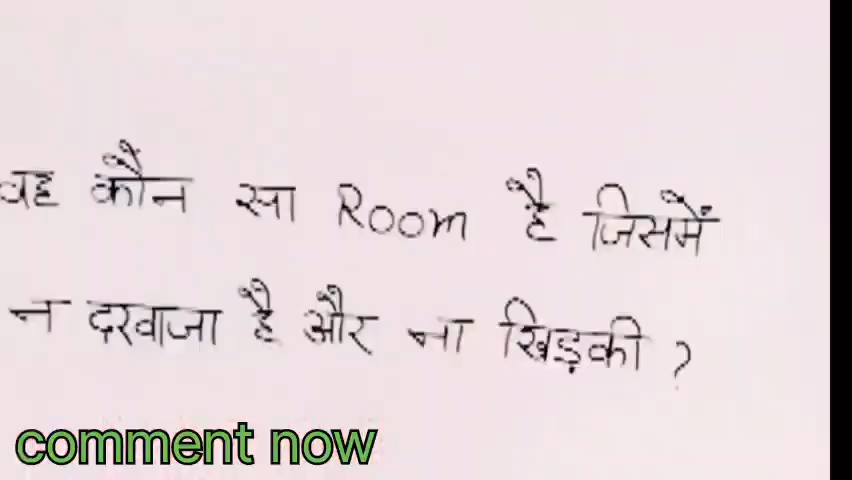 वह कौन सा Room है जिसमें
न दरवाजा है और ना खिड़की ?
comment now